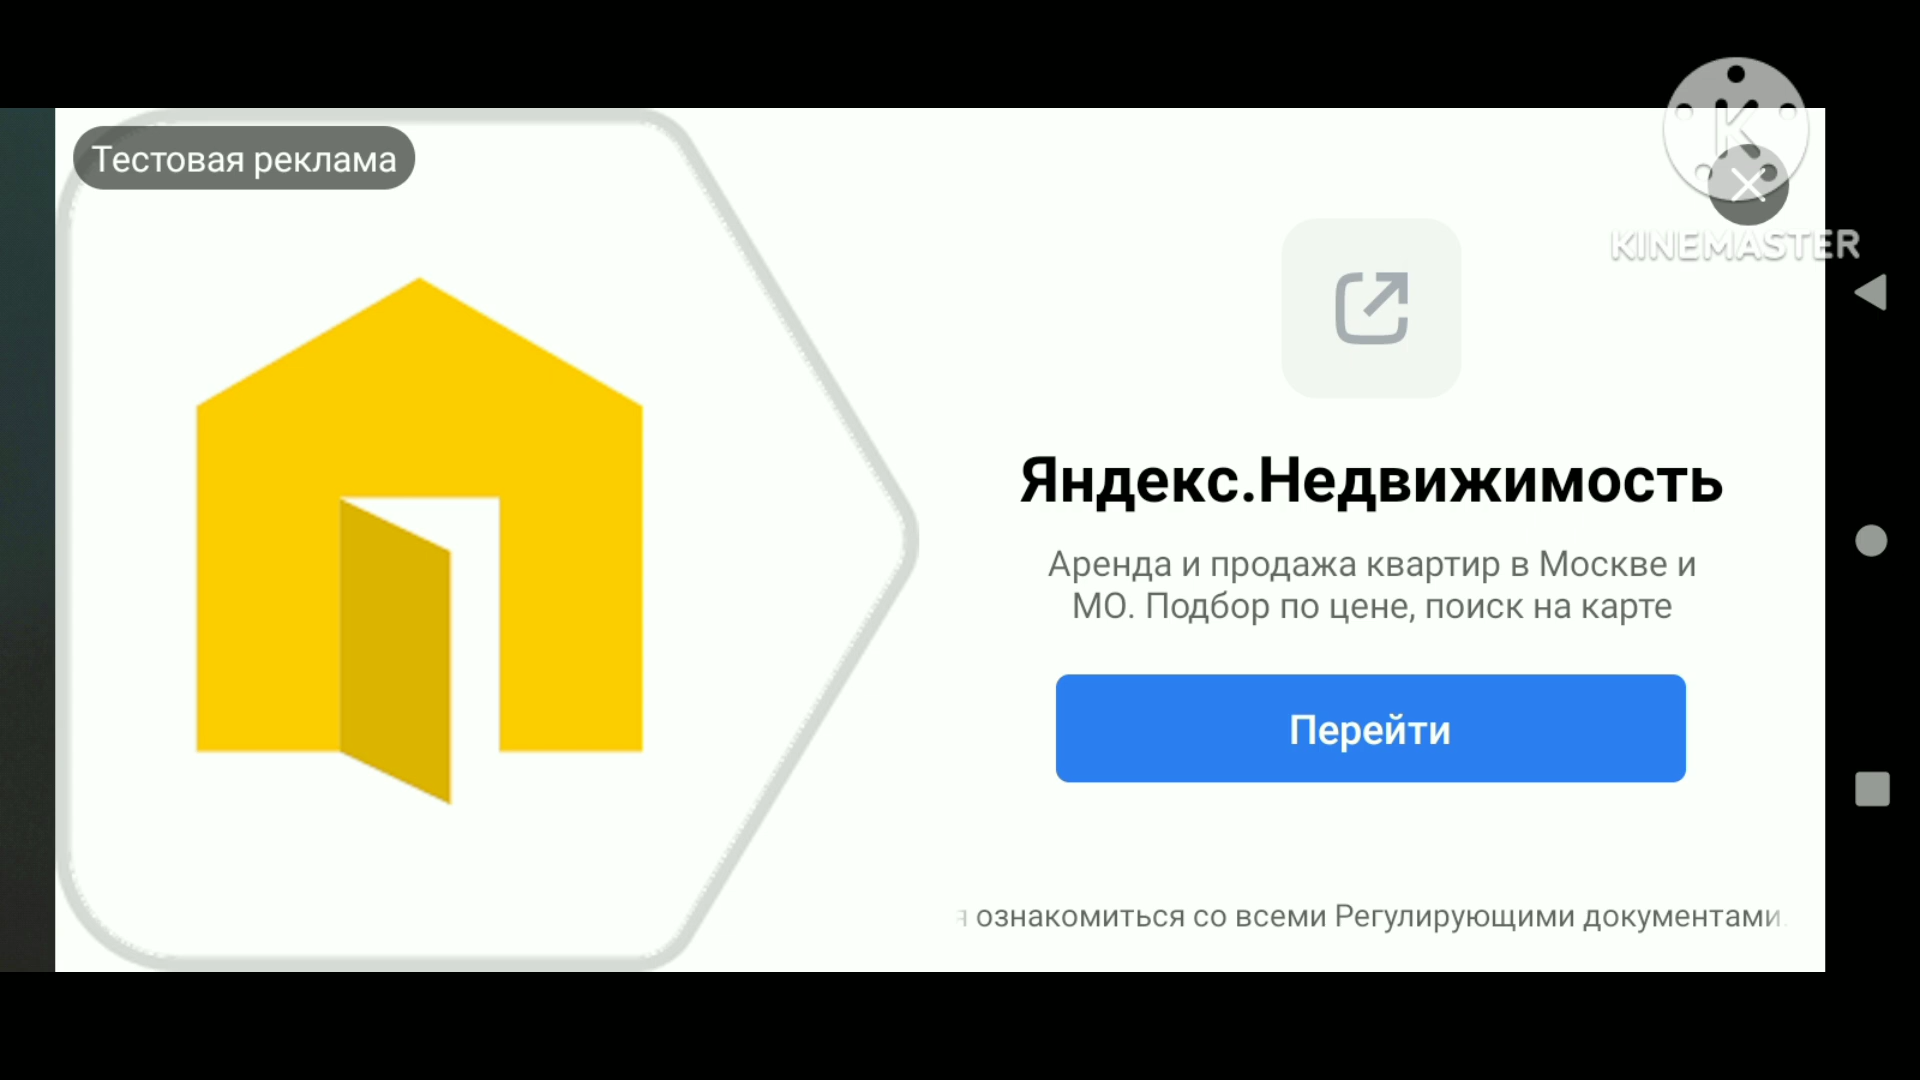 Тестовая реклама
K
KINEMASTER
Яндекс.Недвижимость
Аренда и продажа квартир в Москве и
МО. Подбор по цене, поиск на карте
Перейти
ознакомиться со всеми Регулирующими документами.